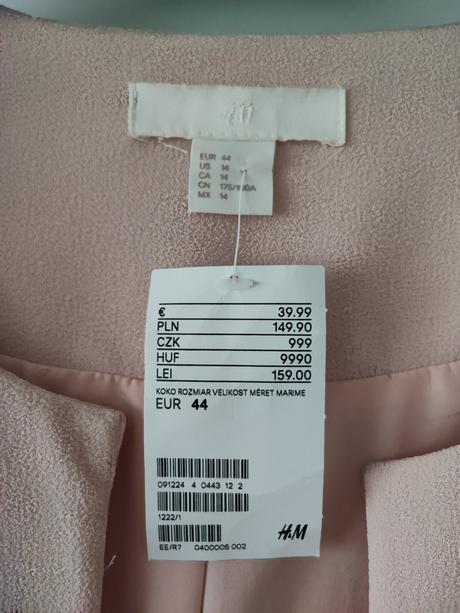 H&M
EUR 44
US 14
CA 14
CN 175/100A
MX 14
€ 39.99
PLN 149.90
CZK 999
HUF 9990
LEI 159.00
KOKO ROZMIAR VELIKOST MÉRET MARIME
EUR 44
091224 4 0443 12 2
1222/1
EE/R7 0400005 002
H&M